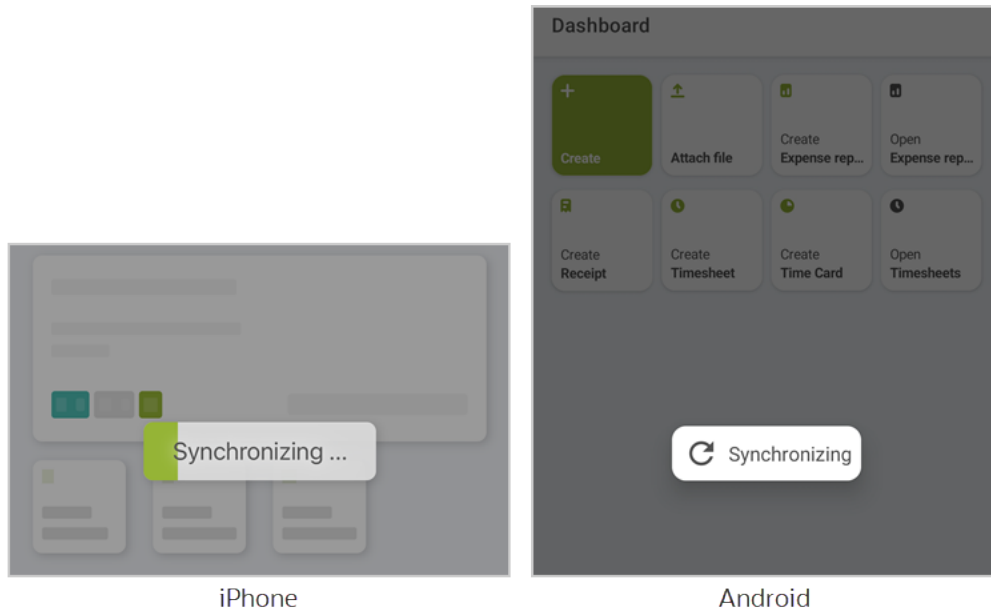 Dashboard
Create
Attach file
Create
Expense rep...
Open
Expense rep...
Create
Receipt
Create
Timesheet
Create
Time Card
Open
Timesheets
Synchronizing ...
Synchronizing
iPhone
Android